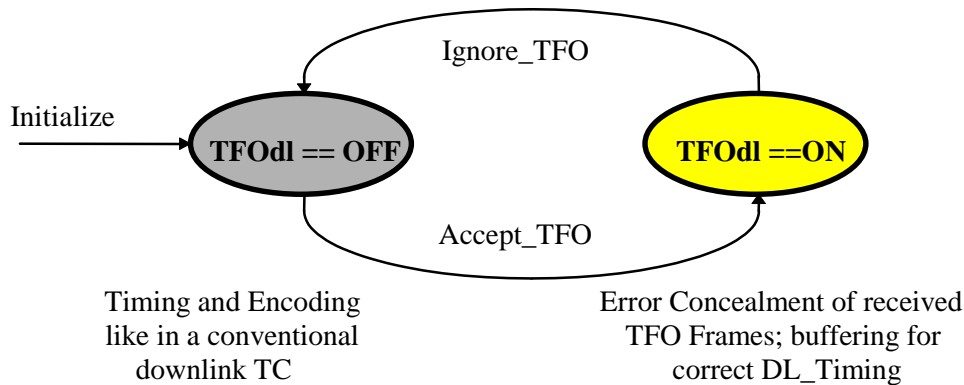 Ignore_TFO
Initialize
TFOdl == OFF
TFOdl ==ON
Accept_TFO
Timing and Encoding
like in a conventional
downlink TC
Error Concealment of received
TFO Frames; buffering for
correct DL_Timing